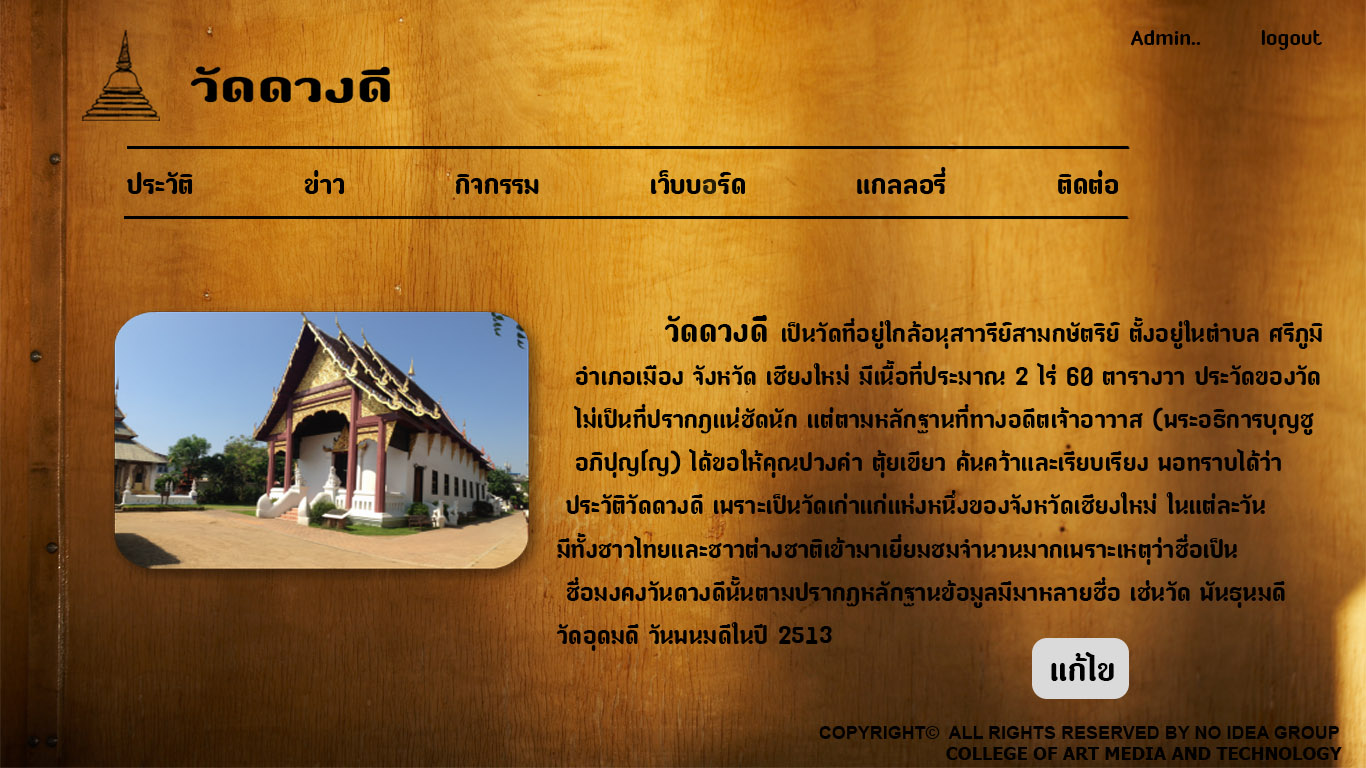 Admin.. logout
วัดดวงดี
ประวัติ ข่าว กิจกรรม เว็บบอร์ด แกลลอรี่ ติดต่อ
วัดดวงดี เป็นวัดที่อยู่ใกล้อนุสาวรีย์สามกษัตริย์ ตั้งอยู่ในตำบล ศรีภูมิ
อำเภอเมือง จังหวัด เชียงใหม่ มีเนื้อที่ประมาณ 2 ไร่ 60 ตารางวา ประวัดของวัด
ไม่เป็นที่ปรากฏแน่ชัดนัก แต่ตามหลักฐานที่ทางอดีตเจ้าอาวาส (พระอธิการบุญชู
อภิปุญโญ) ได้ขอให้คุณปวงคำ ตุ้ยเขียว ค้นคว้าและเรียบเรียง พอทราบได้ว่า
ประวัติวัดดวงดี เพราะเป็นวัดเก่าแก่แห่งหนึ่งของจังหวัดเชียงใหม่ ในแต่ละวัน
มีทั้งชาวไทยและชาวต่างชาติเข้ามาเยี่ยมชมจำนวนมากเพราะเหตุว่าชื่อเป็น
ชื่อมงคงวันดวงดีนั้นตามปรากฏหลักฐานข้อมูลมีมาหลายชื่อ เช่นวัด พันธุนมดี
วัดอุดมดี วันพนมดีในปี 2513
แก้ไข
COPYRIGHT© ALL RIGHTS RESERVED BY NO IDEA GROUP
COLLEGE OF ART MEDIA AND TECHNOLOGY